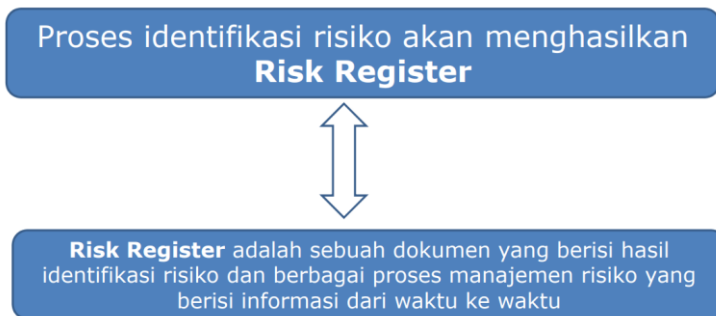 Proses identifikasi risiko akan menghasilkan
Risk Register
Risk Register adalah sebuah dokumen yang berisi hasil
identifikasi risiko dan berbagai proses manajemen risiko yang
berisi informasi dari waktu ke waktu